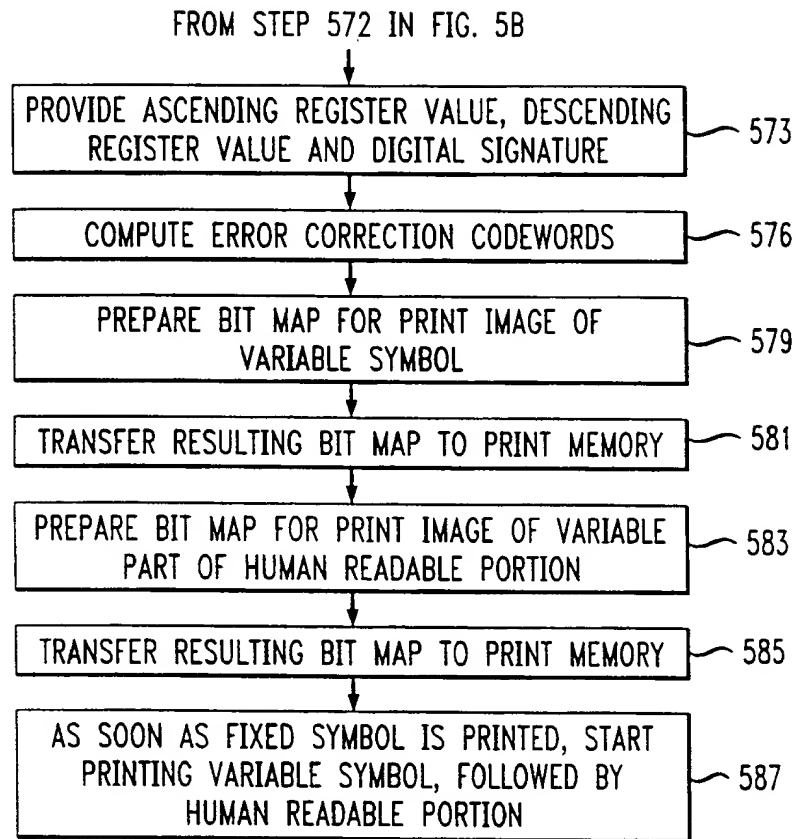 FROM STEP 572 IN FIG. 5B
PROVIDE ASCENDING REGISTER VALUE, DESCENDING
REGISTER VALUE AND DIGITAL SIGNATURE
573
COMPUTE ERROR CORRECTION CODEWORDS
576
PREPARE BIT MAP FOR PRINT IMAGE OF
VARIABLE SYMBOL
579
TRANSFER RESULTING BIT MAP TO PRINT MEMORY
581
PREPARE BIT MAP FOR PRINT IMAGE OF VARIABLE
PART OF HUMAN READABLE PORTION
583
TRANSFER RESULTING BIT MAP TO PRINT MEMORY
585
AS SOON AS FIXED SYMBOL IS PRINTED, START
PRINTING VARIABLE SYMBOL, FOLLOWED BY
HUMAN READABLE PORTION
587